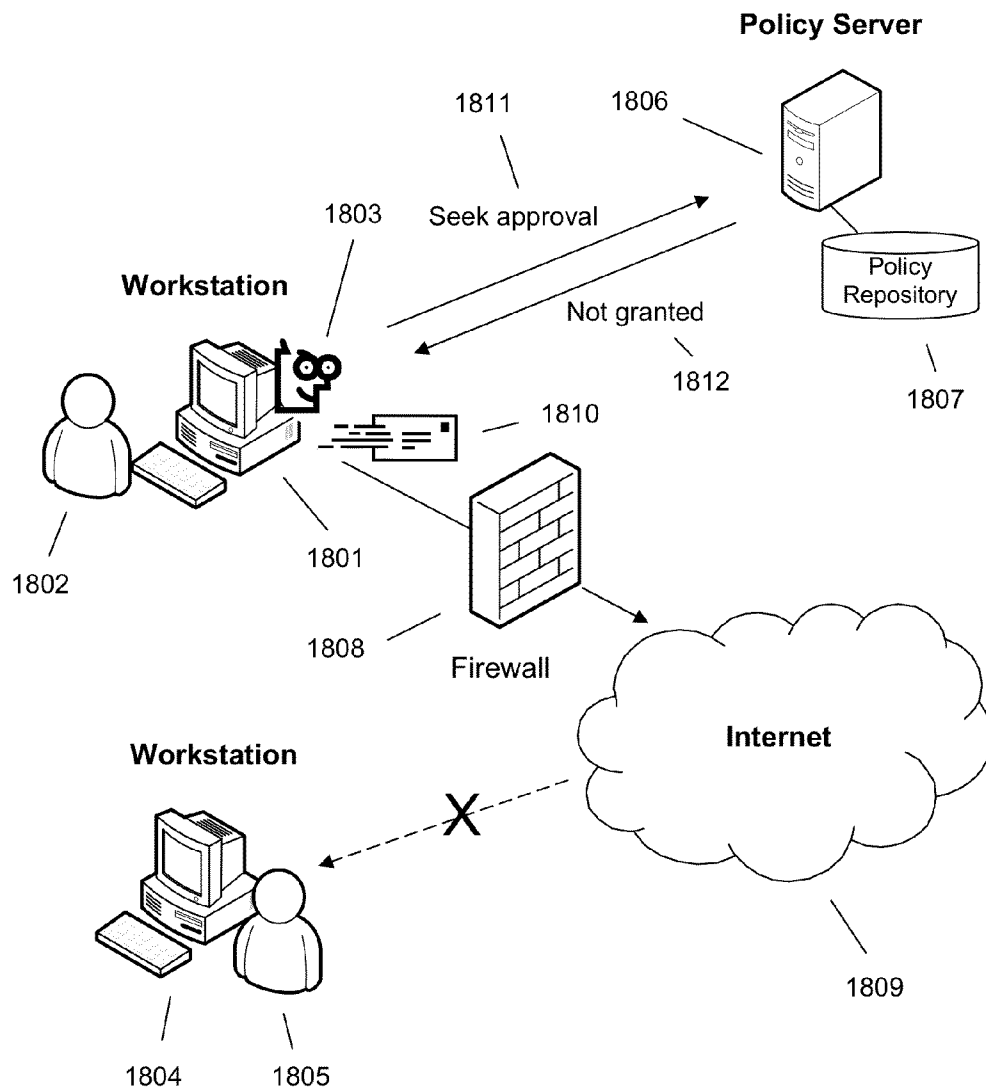 Policy Server
1811
1806
1803
Seek approval
Workstation
Policy
Repository
Not granted
1812
1807
1810
1801
1802
1808
Firewall
Internet
Workstation
X
1809
1804
1805